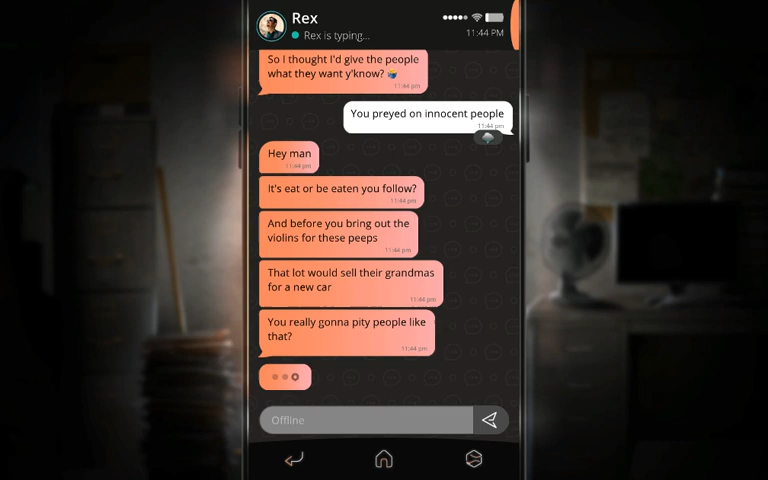 Rex
Rex is typing...
11:44 PM
So I thought I'd give the people
what they want y'know?
11:44 pm
You preyed on innocent people
11:44 pm
Hey man
11:44 pm
It's eat or be eaten you follow?
11:44 pm
And before you bring out the
violins for these peeps
11:44 pm
That lot would sell their grandmas
for a new car
11:44 pm
You really gonna pity people like
that?
11:44 pm
Offline